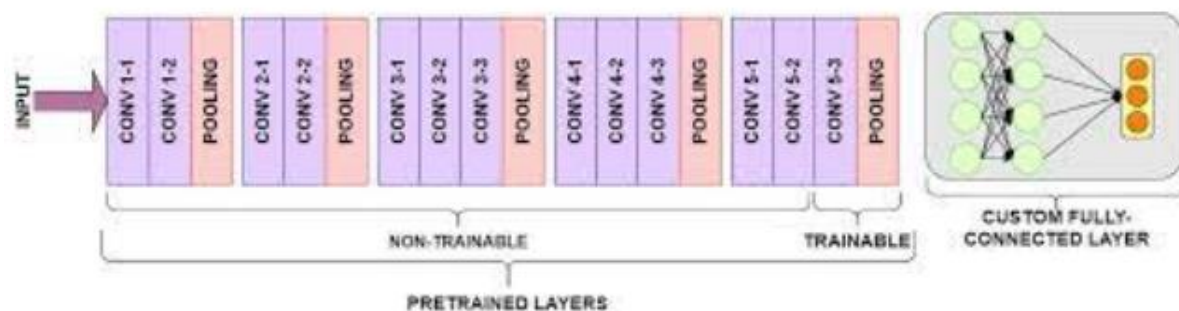 INPUT
CONV 1-1
CONV 1-2
POOLING
CONV 2-1
CONV 2-2
POOLING
CONV 3-1
CONV 3-2
CONV 3-3
POOLING
CONV 4-1
CONV 4-2
CONV 4-3
POOLING
CONV 5-1
CONV 5-2
CONV 5-3
POOLING
NON-TRAINABLE
TRAINABLE
CUSTOM FULLY-
CONNECTED LAYER
PRETRAINED LAYERS